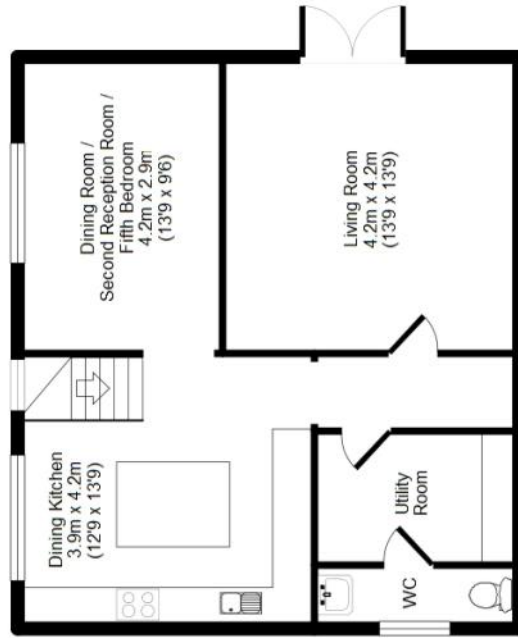 Dining Room /
Second Reception Room /
Fifth Bedroom
4.2m x 2.9m
(13'9 x 9'6)
Living Room
4.2m x 4.2m
(13'9 x 13'9)
Dining Kitchen
3.9m x 4.2m
(12'9 x 13'9)
Utility
Room
WC